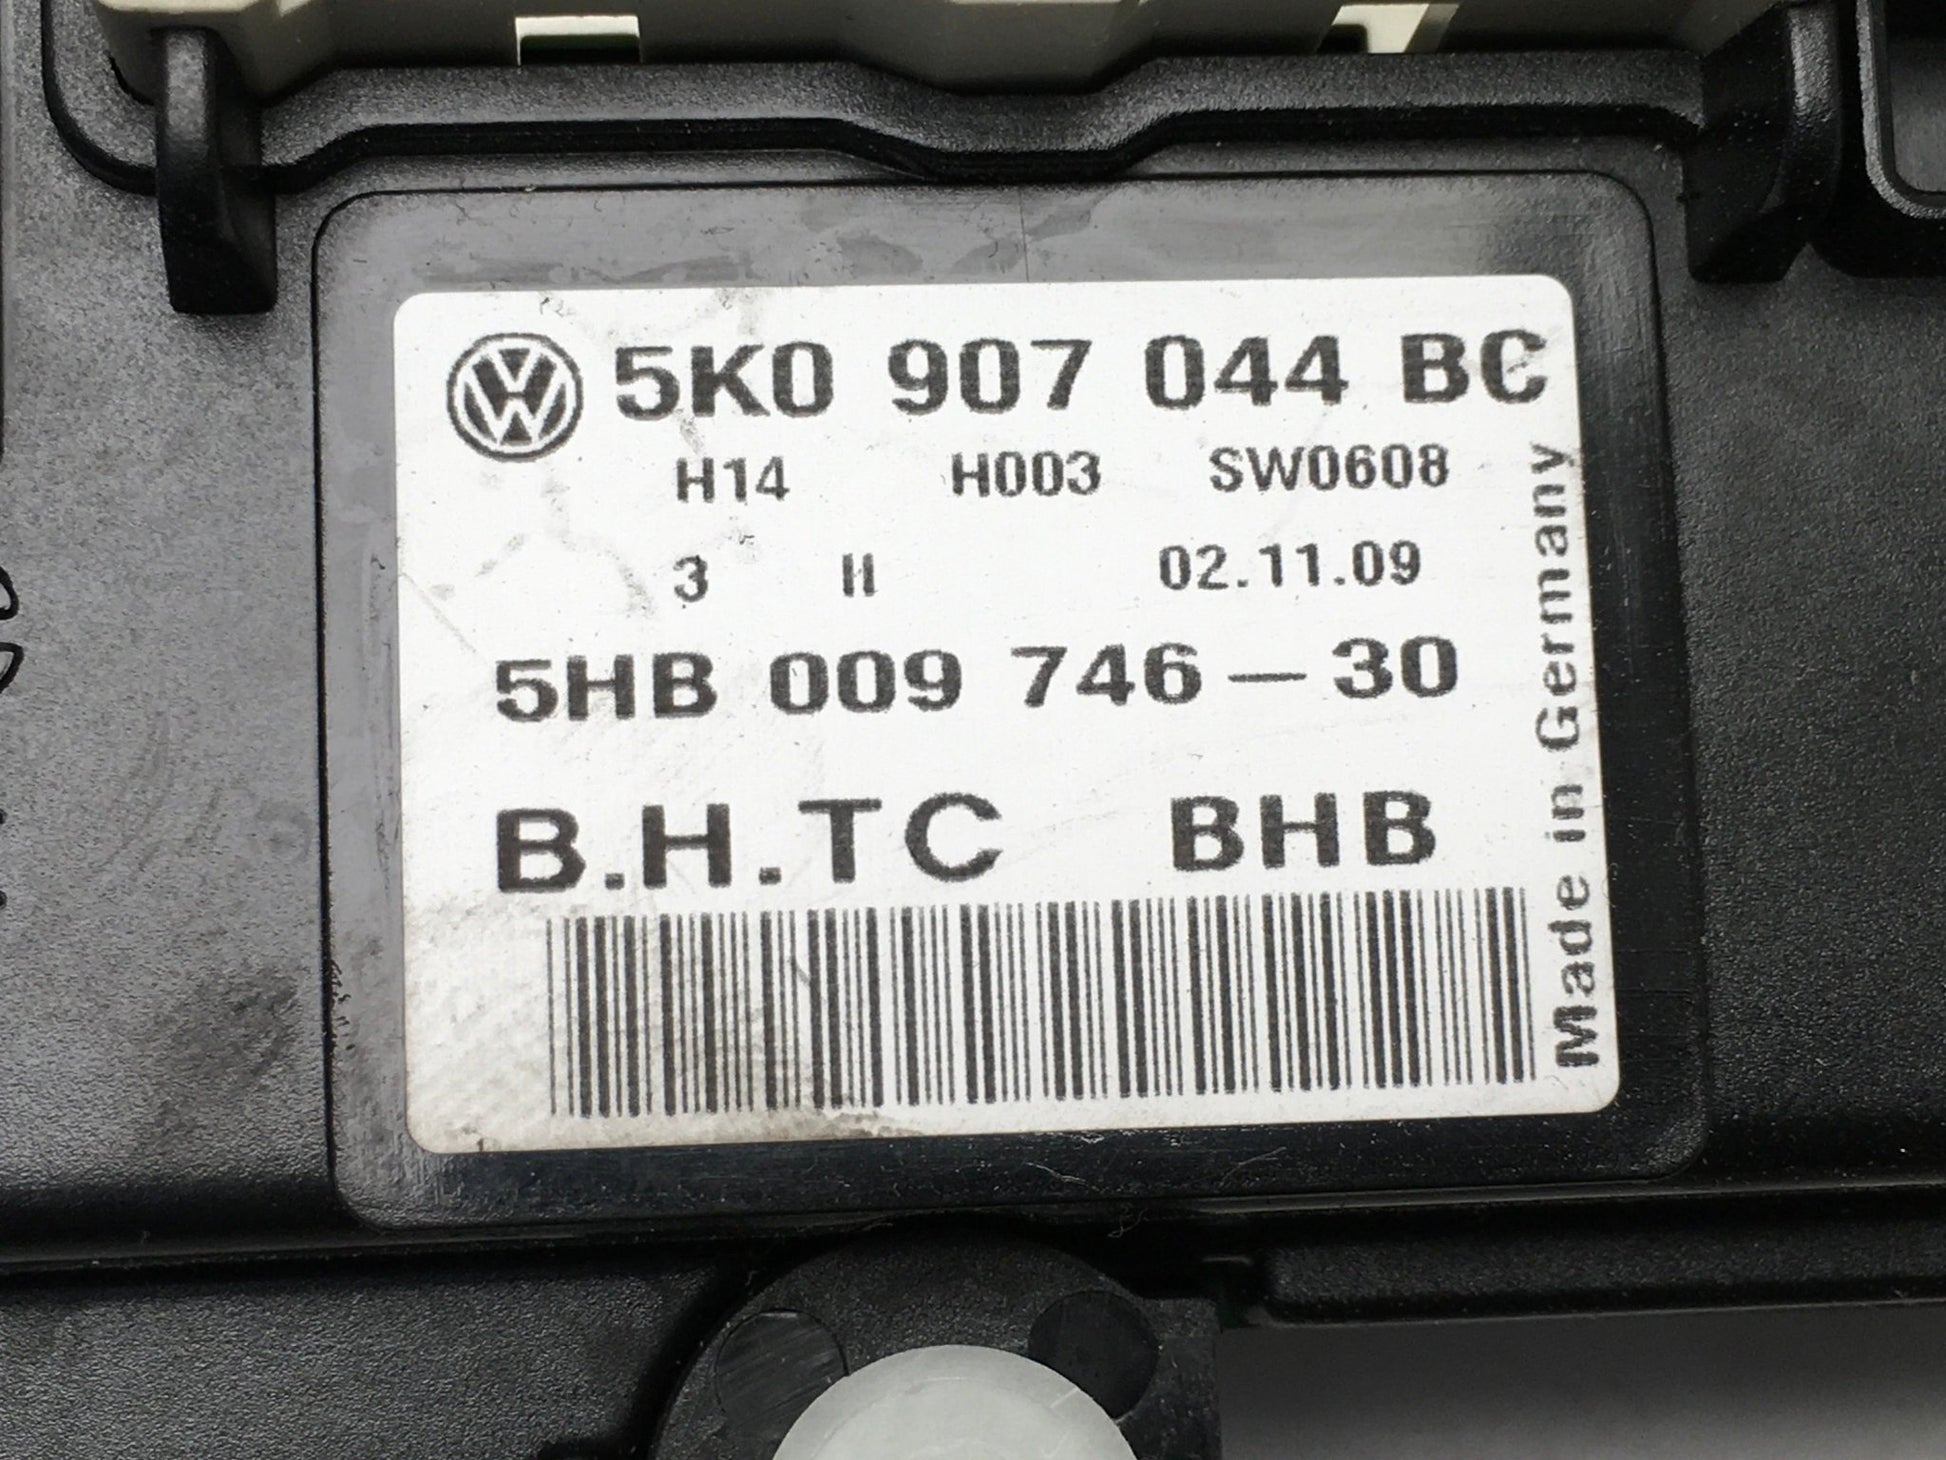 5K0 907 044 BC
H14 H003 SW0608
3 II 02.11.09
5HB 009 746-30
B.H.TC BHB
Made in Germany